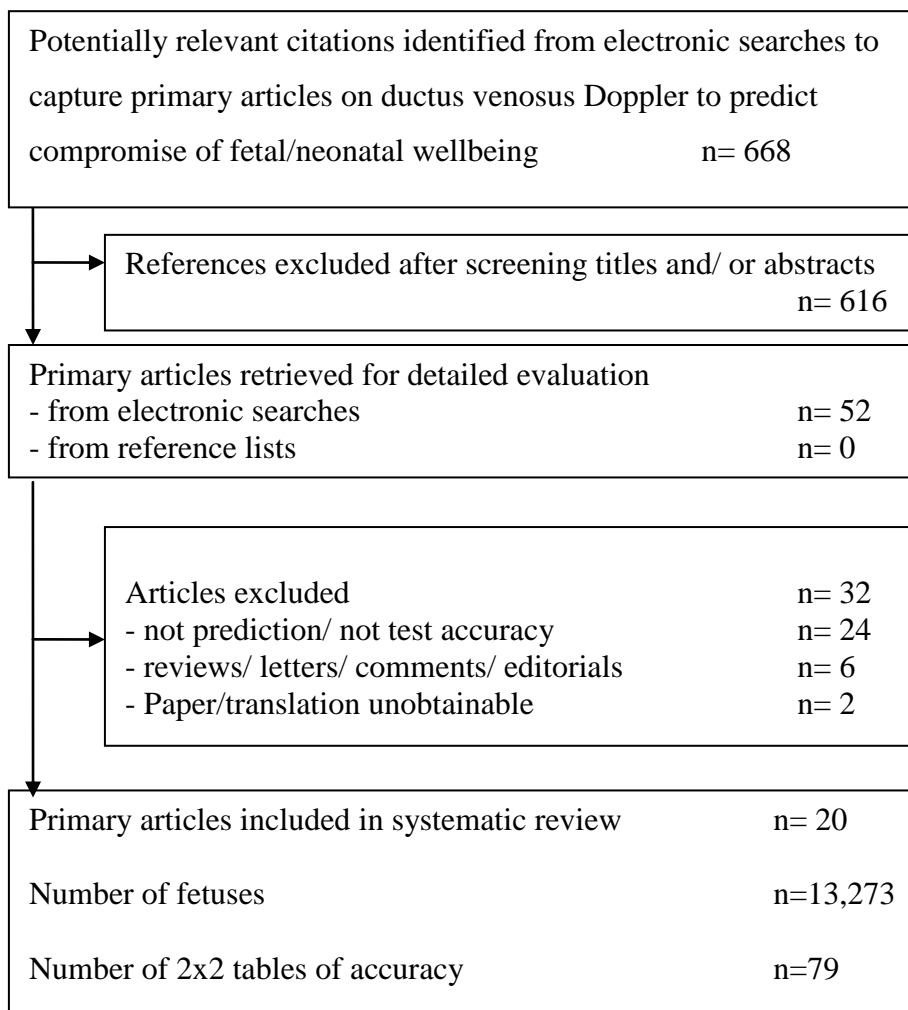 Potentially relevant citations identified from electronic searches to
capture primary articles on ductus venosus Doppler to predict
compromise of fetal/neonatal wellbeing n= 668
References excluded after screening titles and/ or abstracts
n= 616
Primary articles retrieved for detailed evaluation
- from electronic searches n= 52
- from reference lists n= 0
Articles excluded n= 32
- not prediction/ not test accuracy n= 24
- reviews/ letters/ comments/ editorials n= 6
- Paper/translation unobtainable n= 2
Primary articles included in systematic review n= 20
Number of fetuses n=13,273
Number of 2x2 tables of accuracy n=79